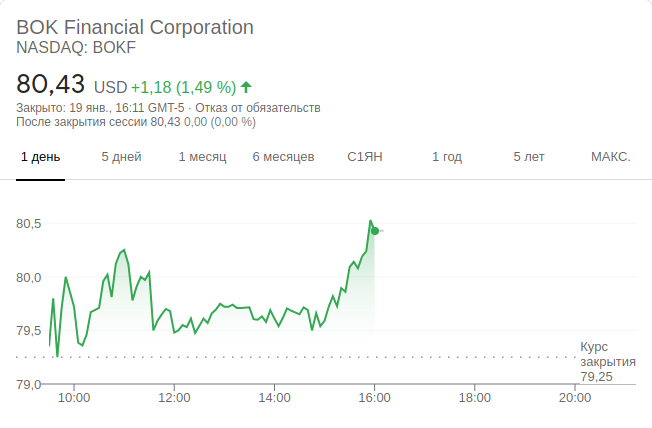 BOK Financial Corporation
NASDAQ: BOKF
80,43 USD +1,18 (1,49 %)
Закрыто: 19 янв., 16:11 GMT-5 · Отказ от обязательств
После закрытия сессии 80,43 0,00 (0,00 %)
1 день 5 дней 1 месяц 6 месяцев С1ЯН 1 год 5 лет МАКС.
80,5
80,0
79,5
Курс
закрытия
79,25
79,0
10:00 12:00 14:00 16:00 18:00 20:00